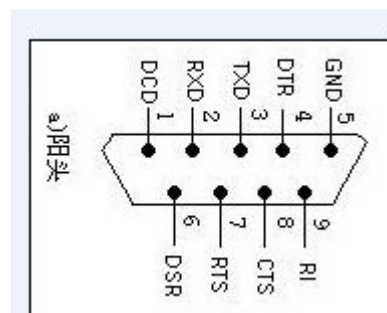 a)阳头
DCD RXD TXD DTR GND
1 2 3 4 5
6 7 8 9
DSR RTS CTS RI